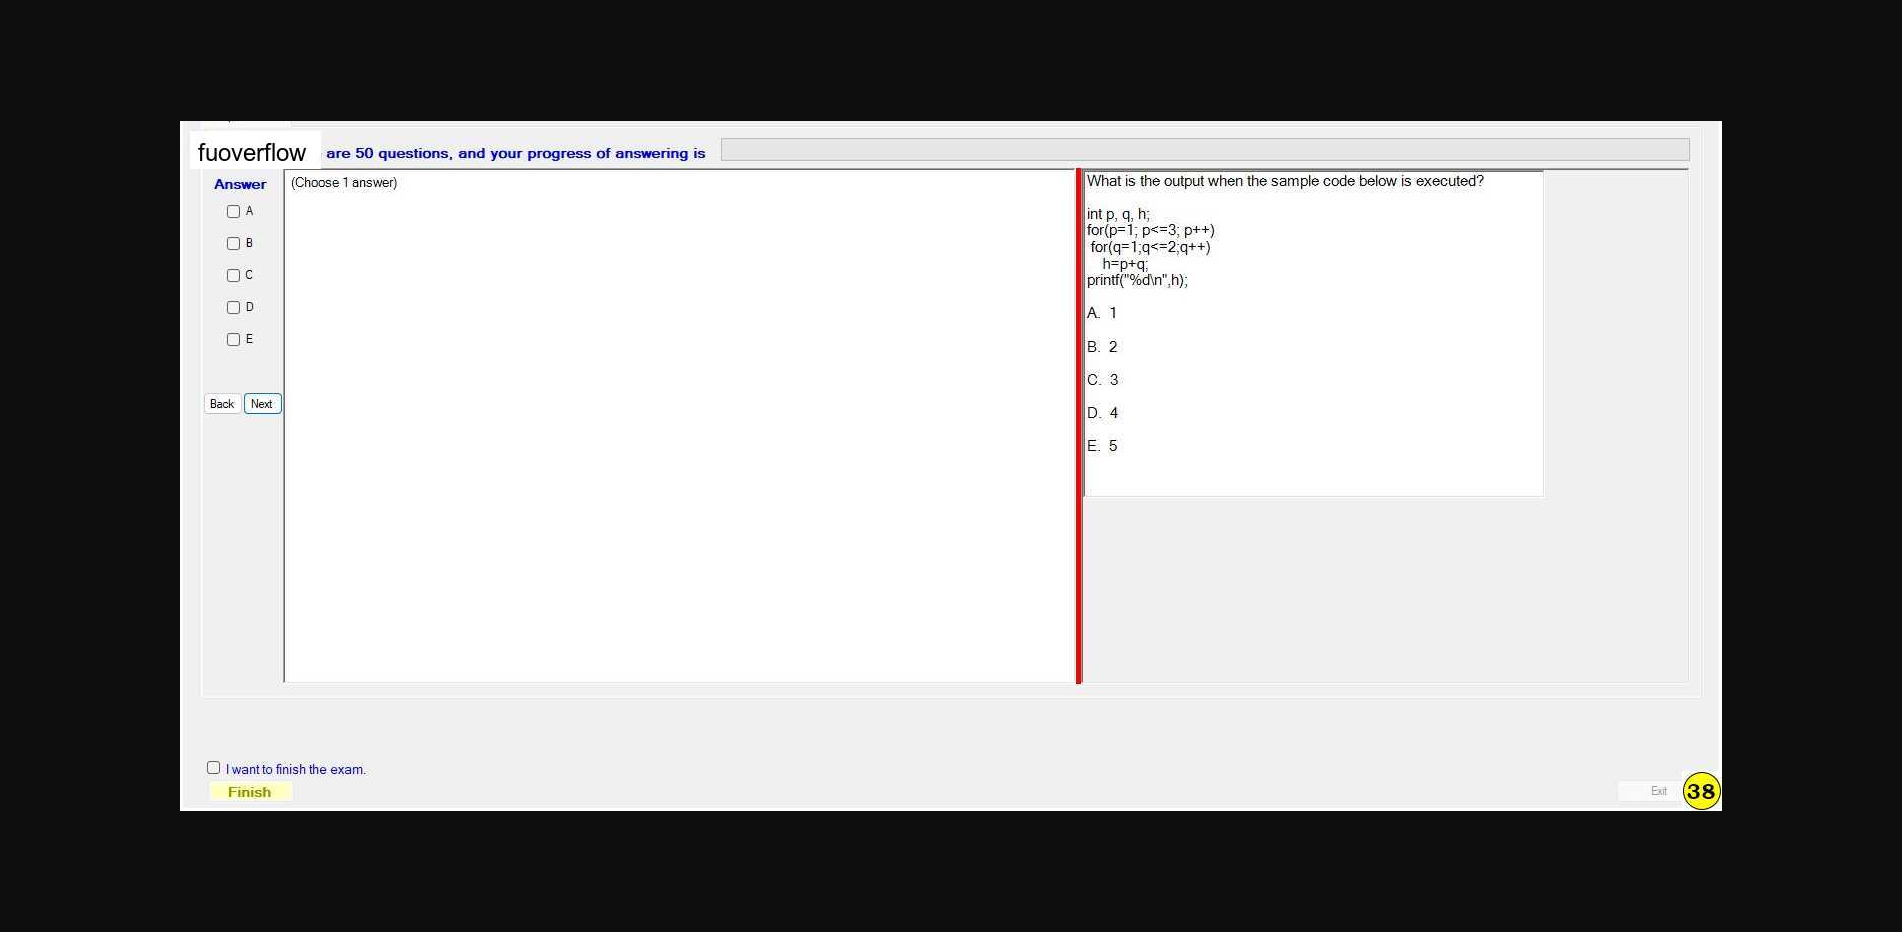 fuoverflow are 50 questions, and your progress of answering is
Answer
(Choose 1 answer)
A
B
C
D
E
Back Next
What is the output when the sample code below is executed?
int p, q, h;
for(p=1; p<=3; p++)
for(q=1;q<=2;q++)
h=p+q;
printf("%d\n",h);
A. 1
B. 2
C. 3
D. 4
E. 5
I want to finish the exam.
Finish
Exit
38